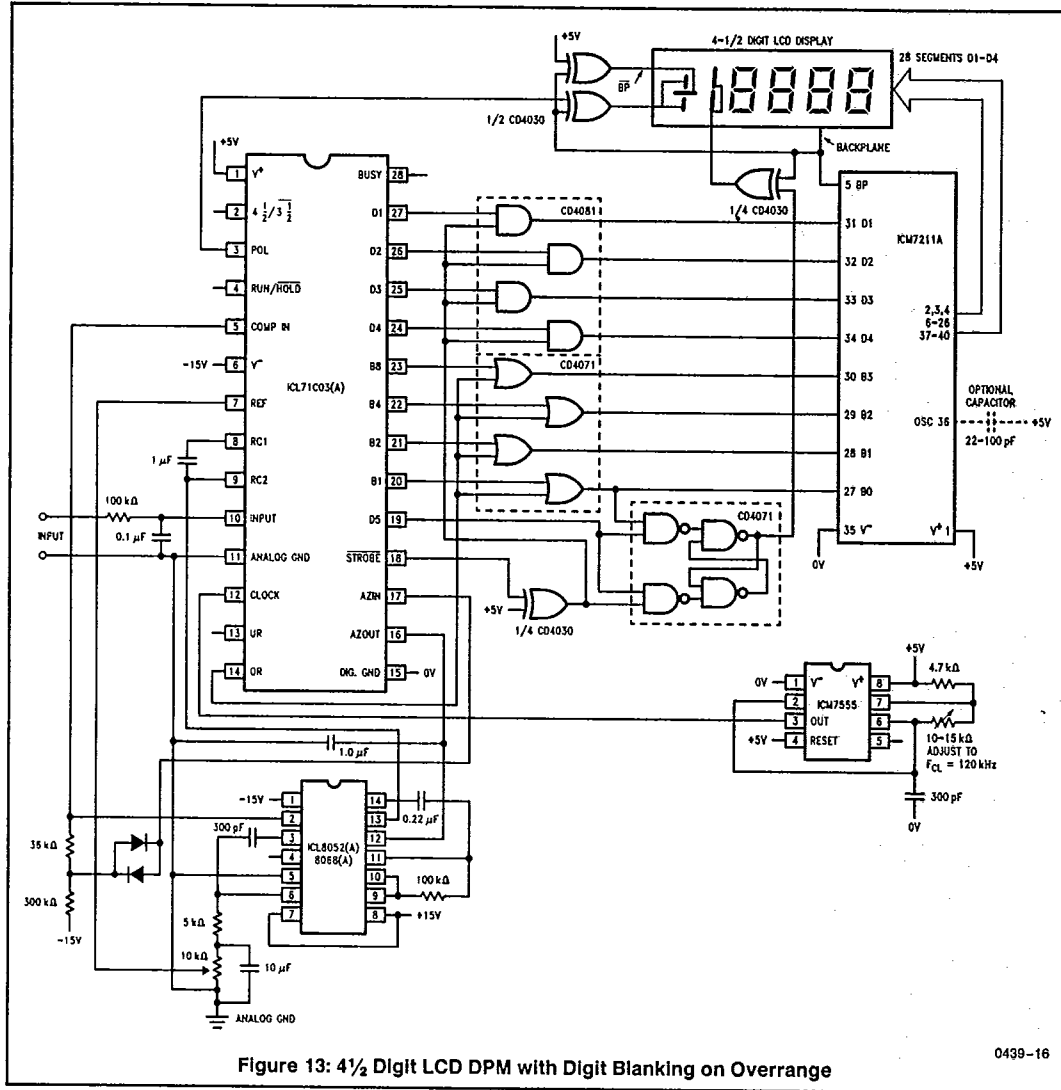 +5V
4-1/2 DIGIT LCD DISPLAY
28 SEGMENTS D1-D4
BP
1/2 CD4030
BACKPLANE
+5V
1 V+
2 4 1/2/3 1/2
3 POL
4 RUN/HOLD
5 COMP IN
-15V
6 V-
7 REF
8 RC1
9 RC2
10 INPUT
11 ANALOG GND
12 CLOCK
13 UR
14 OR
ICL71C03(A)
BUSY 28
D1 27
D2 26
D3 25
D4 24
B8 23
B4 22
B2 21
B1 20
D5 19
STROBE 18
AZIN 17
AZOUT 16
DIG. GND 15
0V
CD4081
CD4071
1/4 CD4030
5 BP
ICM7211A
31 D1
32 D2
33 D3
34 D4
30 B3
29 B2
28 B1
27 B0
2,3,4
6-26
37-40
OSC 36
35 V-
V+ 1
0V
+5V
OPTIONAL
CAPACITOR
+5V
22-100 pF
CD4071
+5V
1/4 CD4030
1 µF
100 kΩ
INPUT
0.1 µF
1.0 µF
+5V
0V
1 V-
V+ 8
4.7 kΩ
2
ICM7555
7
3 OUT
6
+5V
4 RESET
5
10-15 kΩ
ADJUST TO
FCL = 120 kHz
300 pF
0V
-15V
1
2
300 pF
3
4
5
6
7
ICL8052(A)
8068(A)
14
13
12
11
10
9
8
0.22 µF
100 kΩ
+15V
36 kΩ
300 kΩ
-15V
5 kΩ
10 kΩ
10 µF
ANALOG GND
0439-16
Figure 13: 4½ Digit LCD DPM with Digit Blanking on Overrange